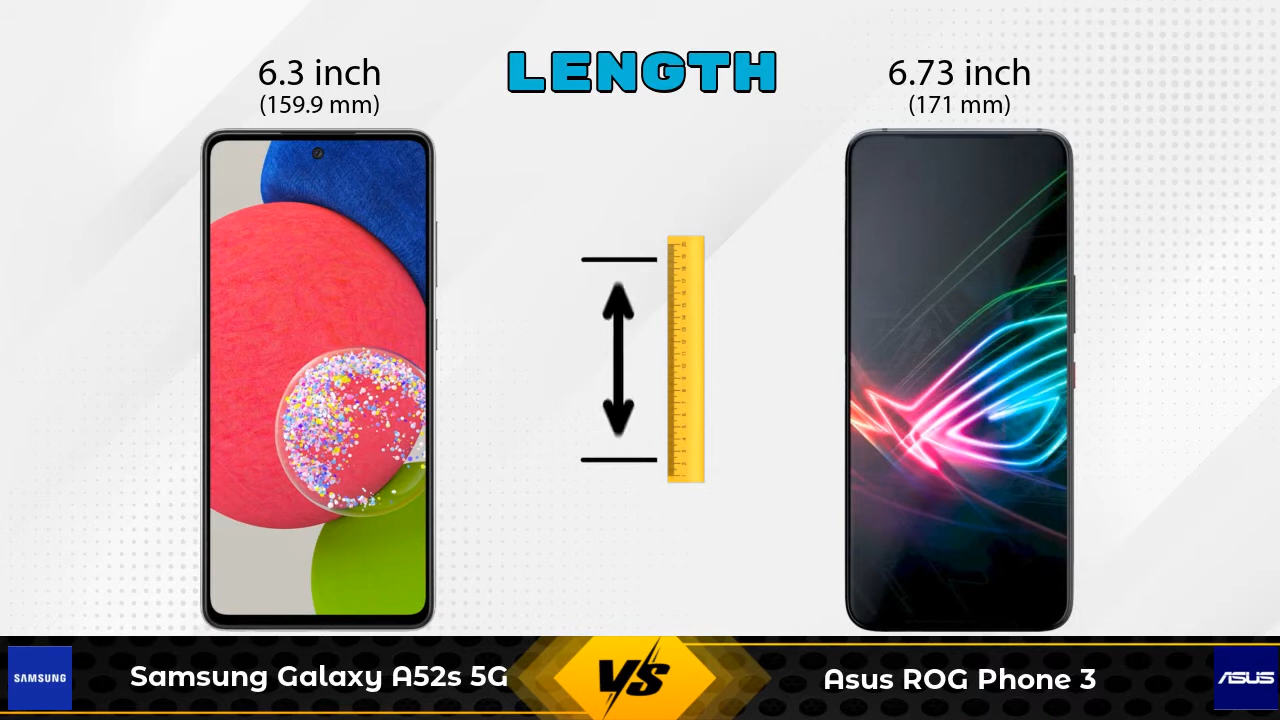 LENGTH
6.3 inch
(159.9 mm)
6.73 inch
(171 mm)
SAMSUNG
Samsung Galaxy A52s 5G
VS
Asus ROG Phone 3
ASUS